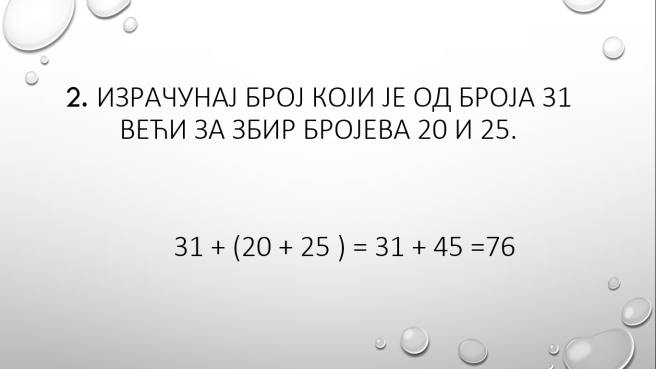 2. ИЗРАЧУНАЈ БРОЈ КОЈИ ЈЕ ОД БРОЈА 31
ВЕЋИ ЗА ЗБИР БРОЈЕВА 20 И 25.
31 + (20 + 25 ) = 31 + 45 =76